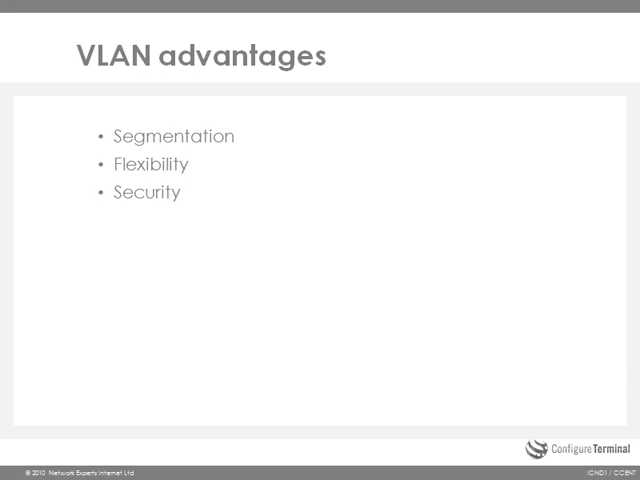 VLAN advantages
• Segmentation
• Flexibility
• Security
Configure Terminal
© 2010 Network Experts Internet Ltd
ICND1 / CCENT